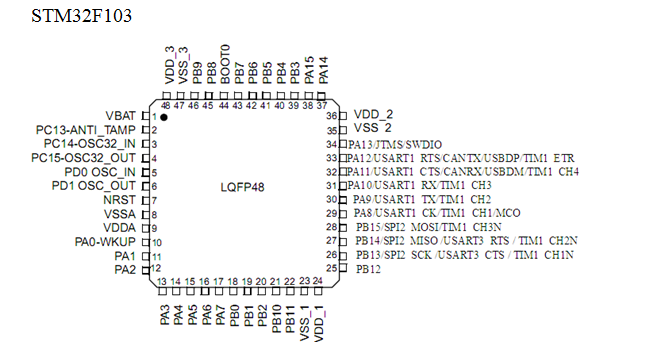 STM32F103
VDD_3
VSS_3
PB9
PB8
BOOT0
PB7
PB6
PB5
PB4
PB3
PA15
PA14
48 47 46 45 44 43 42 41 40 39 38 37
VBAT 1
PC13-ANTI_TAMP 2
PC14-OSC32_IN 3
PC15-OSC32_OUT 4
PD0 OSC_IN 5
PD1 OSC_OUT 6
NRST 7
VSSA 8
VDDA 9
PA0-WKUP 10
PA1 11
PA2 12
LQFP48
36 VDD_2
35 VSS_2
34 PA13/JTMS/SWDIO
33 PA12/USART1 RTS/CANTX/USBDP/TIM1 ETR
32 PA11/USART1 CTS/CANRX/USBDM/TIM1 CH4
31 PA10/USART1 RX/TIM1 CH3
30 PA9/USART1 TX/TIM1 CH2
29 PA8/USART1 CK/TIM1 CH1/MCO
28 PB15/SPI2 MOSI/TIM1 CH3N
27 PB14/SPI2 MISO/USART3 RTS / TIM1 CH2N
26 PB13/SPI2 SCK /USART3 CTS / TIM1 CH1N
25 PB12
13 14 15 16 17 18 19 20 21 22 23 24
PA3
PA4
PA5
PA6
PA7
PB0
PB1
PB2
PB10
PB11
VSS_1
VDD_1